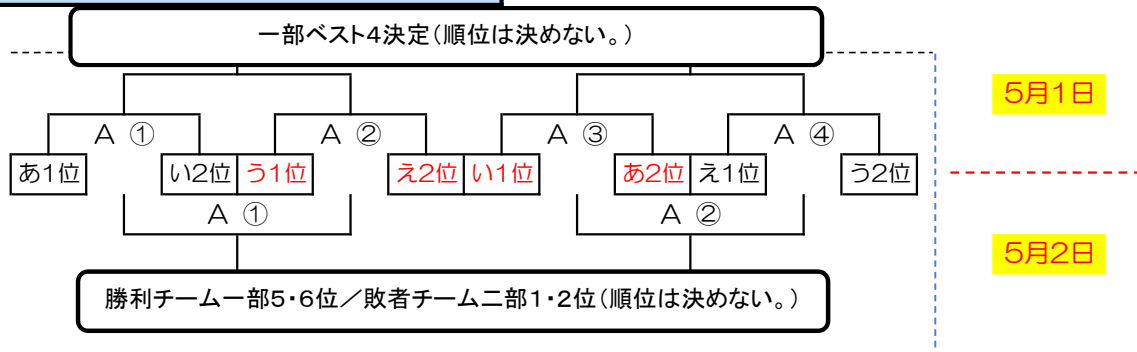 一部ベスト4決定(順位は決めない。)
5月1日
A ① A ② A ③ A ④
あ1位 い2位 う1位 え2位 い1位 あ2位 え1位 う2位
A ① A ②
5月2日
勝利チーム一部5・6位/敗者チーム二部1・2位(順位は決めない。)